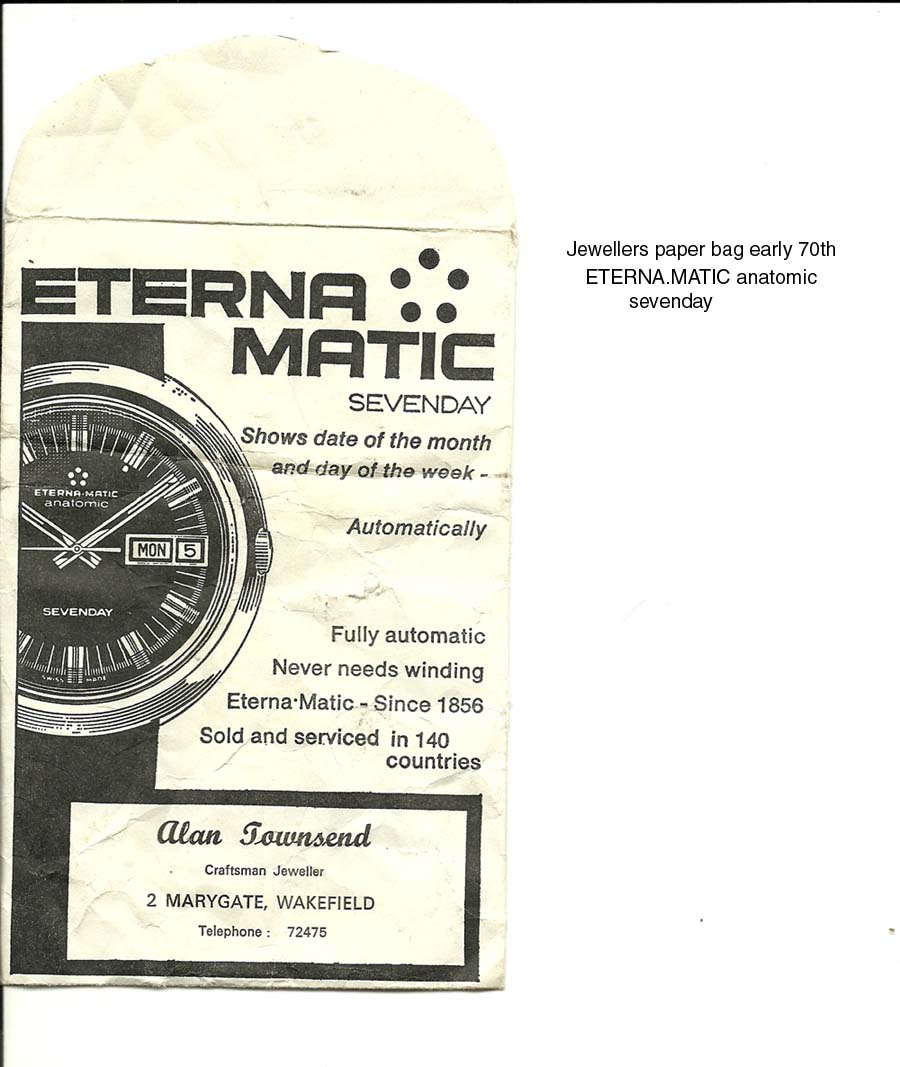 ETERNA
MATIC
SEVENDAY
Shows date of the month
and day of the week -
Automatically
ETERNA·MATIC
anatomic
MON 5
SEVENDAY
SWISS MADE
Fully automatic
Never needs winding
Eterna·Matic - Since 1856
Sold and serviced in 140
countries
Alan Townsend
Craftsman Jeweller
2 MARYGATE, WAKEFIELD
Telephone : 72475
Jewellers paper bag early 70th
ETERNA.MATIC anatomic
sevenday